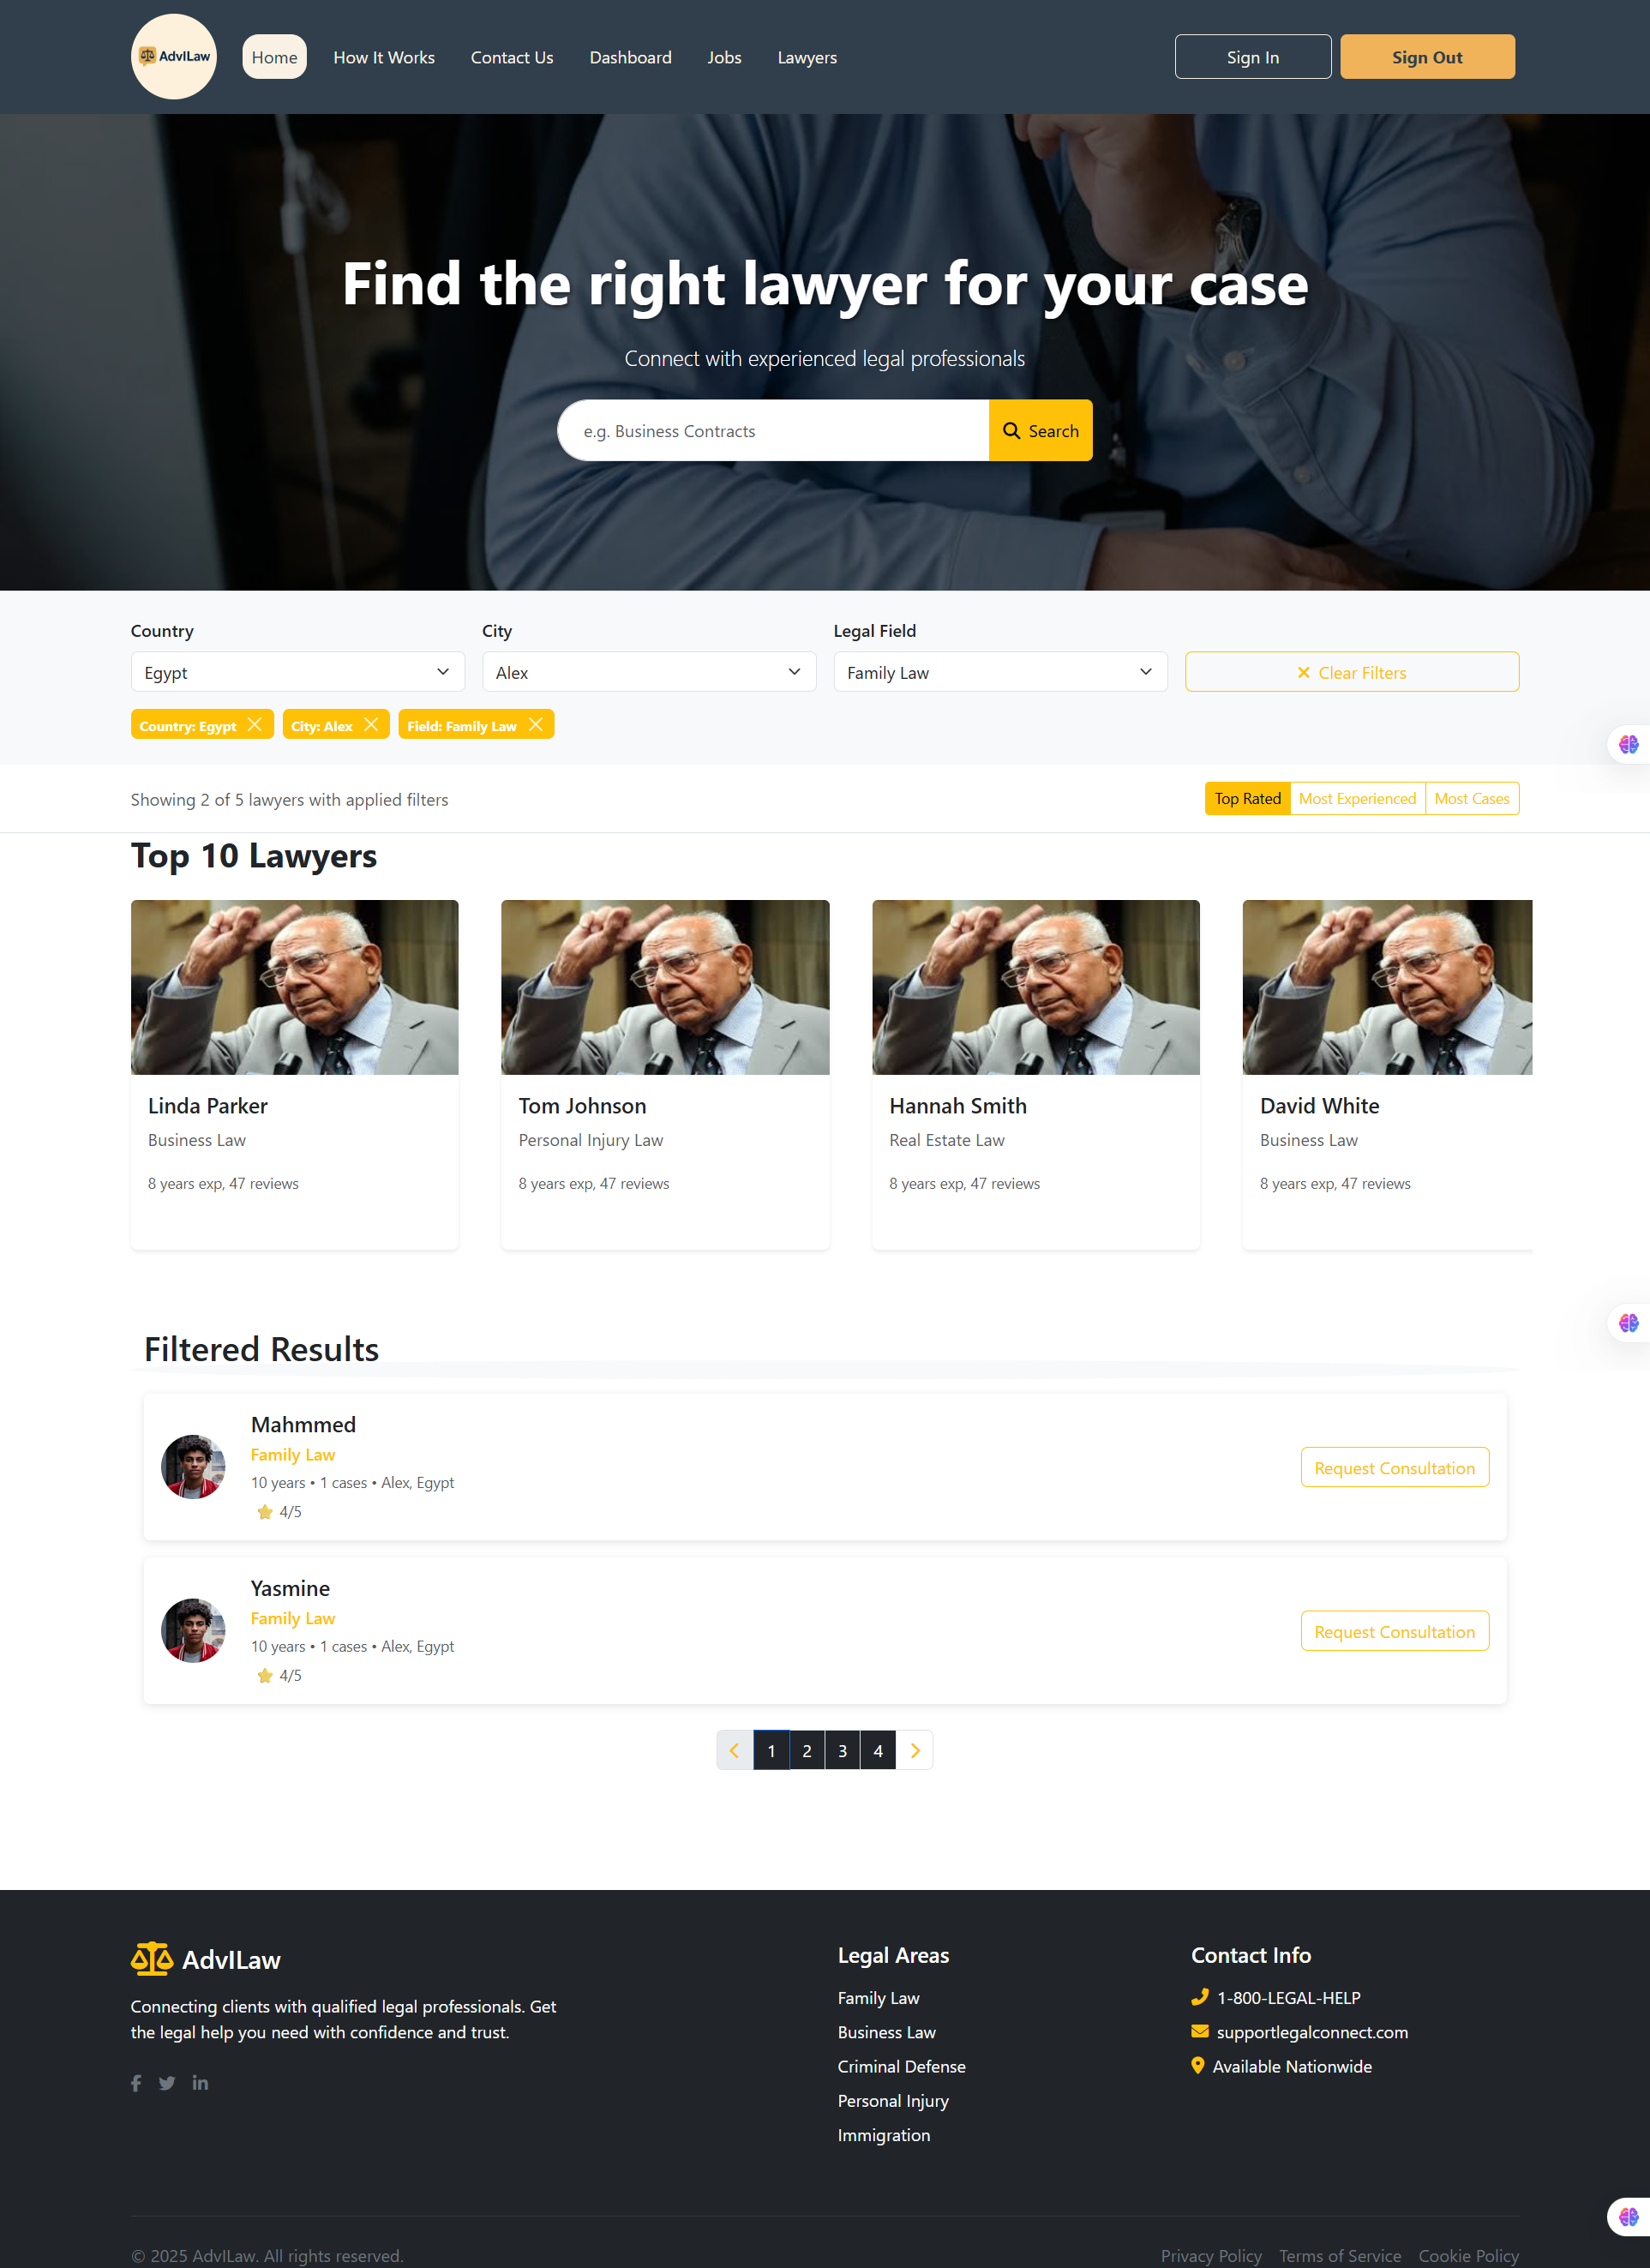 AdvILaw
Home
How It Works
Contact Us
Dashboard
Jobs
Lawyers
Sign In
Sign Out
Find the right lawyer for your case
Connect with experienced legal professionals
e.g. Business Contracts
Search
Country
City
Legal Field
Egypt
Alex
Family Law
Clear Filters
Country: Egypt
City: Alex
Field: Family Law
Showing 2 of 5 lawyers with applied filters
Top Rated
Most Experienced
Most Cases
Top 10 Lawyers
Linda Parker
Business Law
8 years exp, 47 reviews
Tom Johnson
Personal Injury Law
8 years exp, 47 reviews
Hannah Smith
Real Estate Law
8 years exp, 47 reviews
David White
Business Law
8 years exp, 47 reviews
Filtered Results
Mahmmed
Family Law
10 years • 1 cases • Alex, Egypt
4/5
Request Consultation
Yasmine
Family Law
10 years • 1 cases • Alex, Egypt
4/5
Request Consultation
1 2 3 4
AdvILaw
Connecting clients with qualified legal professionals. Get
the legal help you need with confidence and trust.
Legal Areas
Family Law
Business Law
Criminal Defense
Personal Injury
Immigration
Contact Info
1-800-LEGAL-HELP
supportlegalconnect.com
Available Nationwide
© 2025 AdvILaw. All rights reserved.
Privacy Policy
Terms of Service
Cookie Policy